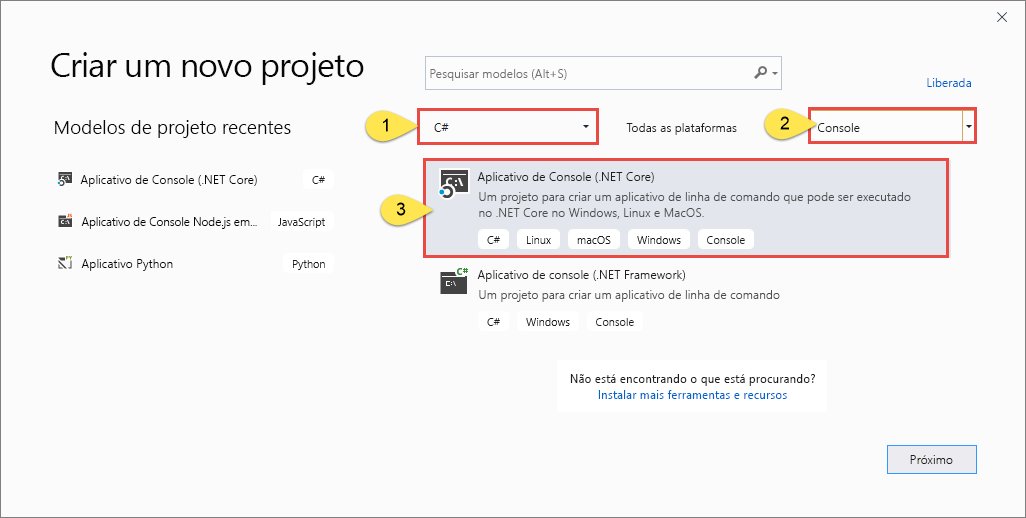 Criar um novo projeto
Pesquisar modelos (Alt+S)
Liberada
Modelos de projeto recentes
1
C#
Todas as plataformas
2
Console
Aplicativo de Console (.NET Core)
C#
Aplicativo de Console Node.js em...
JavaScript
Aplicativo Python
Python
3
C:\
Aplicativo de Console (.NET Core)
Um projeto para criar um aplicativo de linha de comando que pode ser executado
no .NET Core no Windows, Linux e MacOS.
C#
Linux
macOS
Windows
Console
C#
C:\
Aplicativo de console (.NET Framework)
Um projeto para criar um aplicativo de linha de comando
C#
Windows
Console
Não está encontrando o que está procurando?
Instalar mais ferramentas e recursos
Próximo